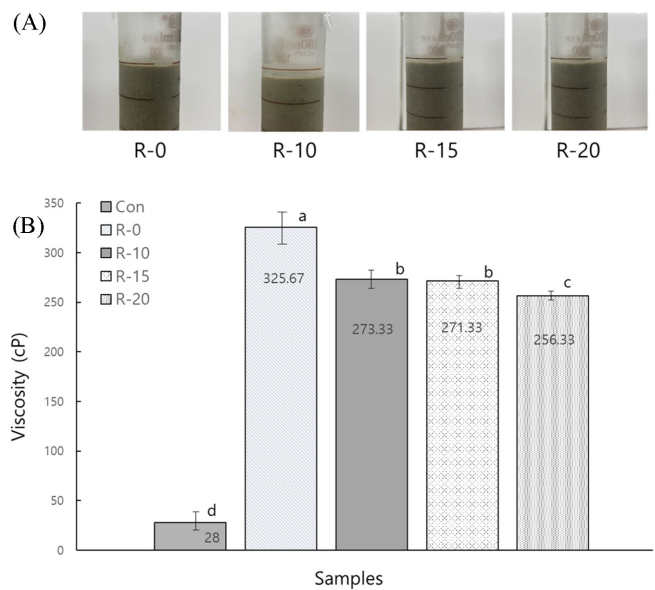 (A)
R-0 R-10 R-15 R-20
(B)
350
300
250
200
150
100
50
0
Viscosity (cP)
Con
R-0
R-10
R-15
R-20
d
28
a
325.67
b
273.33
b
271.33
c
256.33
Samples